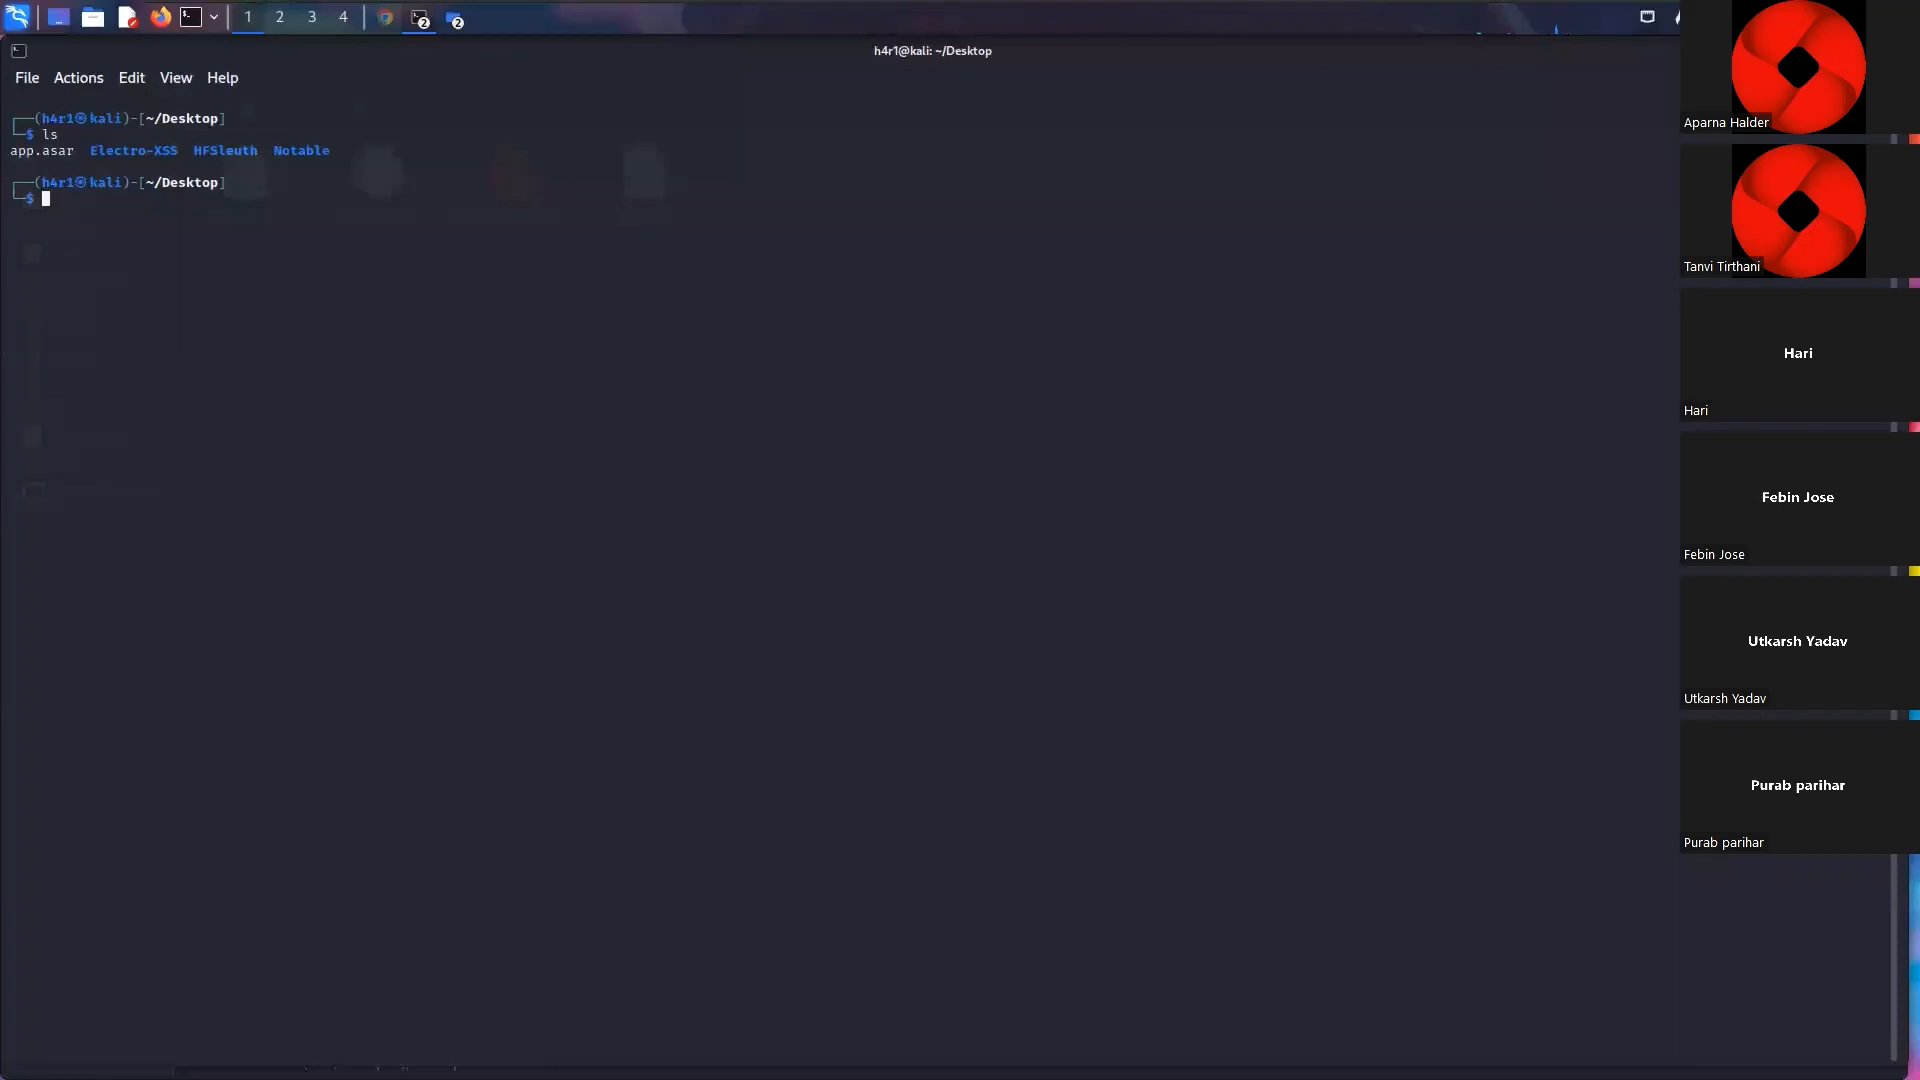 1 2 3 4 2 2
h4r1@kali: ~/Desktop
File Actions Edit View Help
┌──(h4r1㉿kali)-[~/Desktop]
└─$ ls
app.asar Electro-XSS HFSleuth Notable
┌──(h4r1㉿kali)-[~/Desktop]
└─$
Aparna Halder
Tanvi Tirthani
Hari
Hari
Febin Jose
Febin Jose
Utkarsh Yadav
Utkarsh Yadav
Purab parihar
Purab parihar